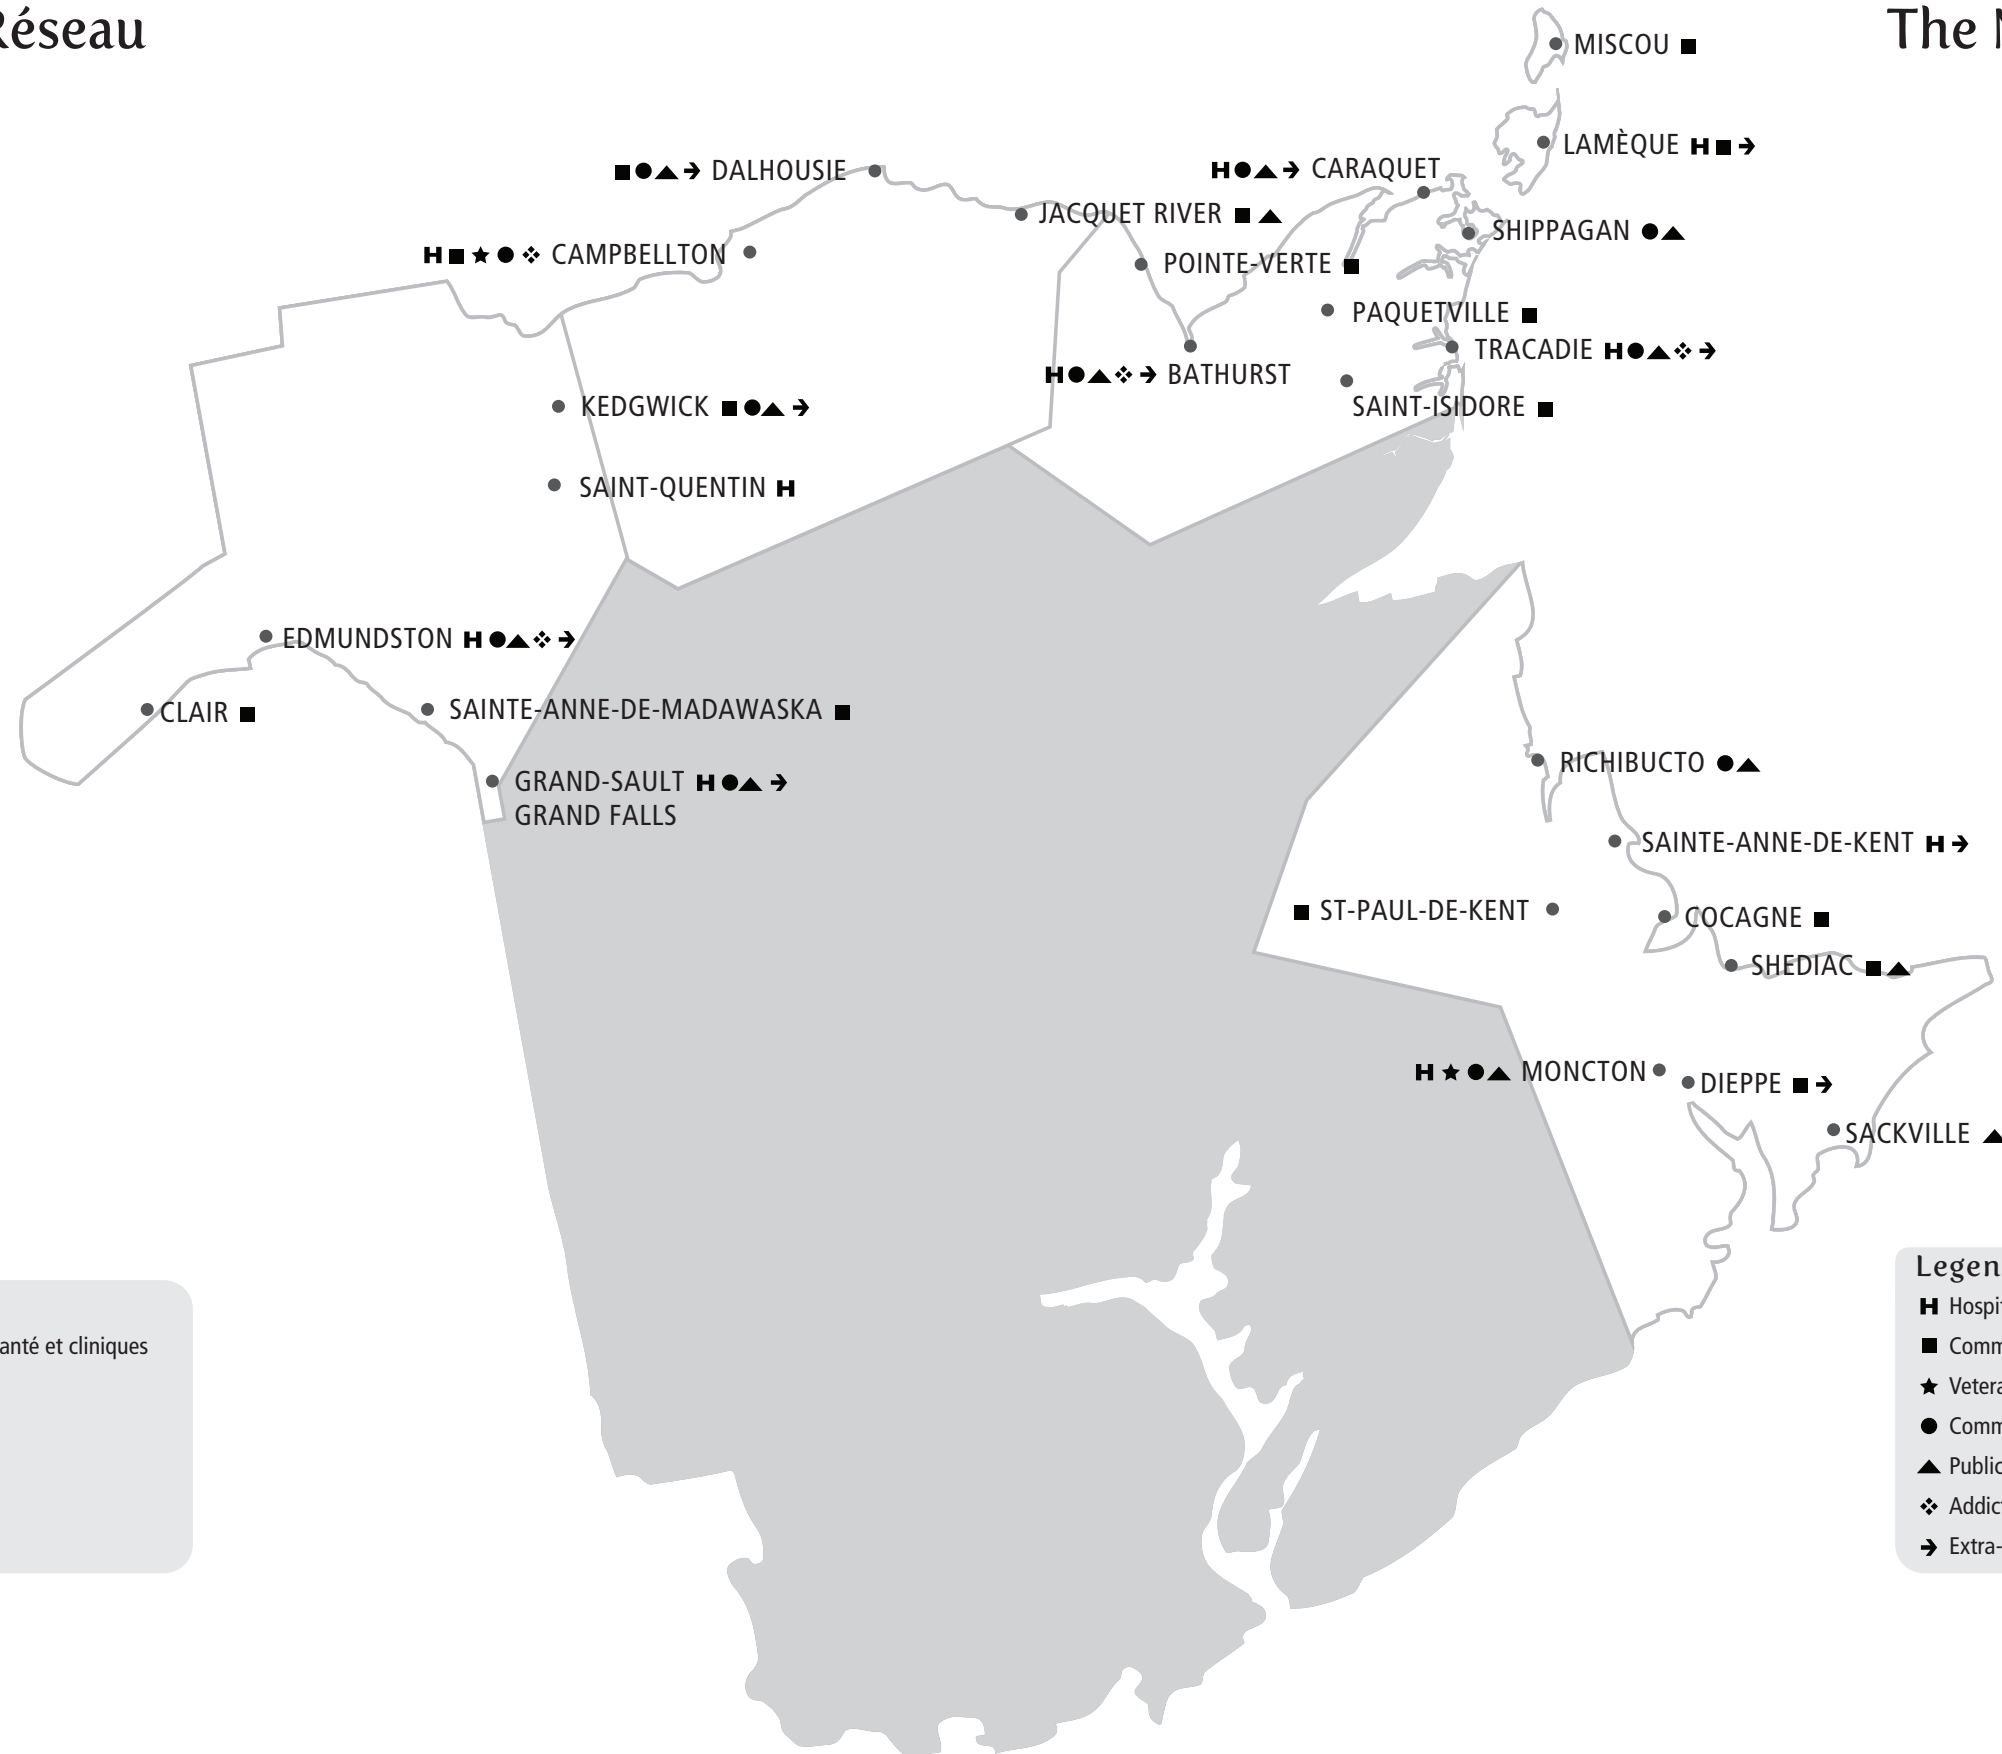 Réseau
The
MISCOU ■
LAMÈQUE H ■ ➔
■ ● ▲ ➔ DALHOUSIE
H ● ▲ ➔ CARAQUET
JACQUET RIVER ■ ▲
SHIPPAGAN ● ▲
H ■ ★ ● ❖ CAMPBELLTON
POINTE-VERTE ■
PAQUETVILLE ■
TRACADIE H ● ▲ ❖ ➔
H ● ▲ ❖ ➔ BATHURST
KEDGWICK ■ ● ▲ ➔
SAINT-ISIDORE ■
SAINT-QUENTIN H
EDMUNDSTON H ● ▲ ❖ ➔
CLAIR ■
SAINTE-ANNE-DE-MADAWASKA ■
RICHIBUCTO ● ▲
GRAND-SAULT H ● ▲ ➔
GRAND FALLS
SAINTE-ANNE-DE-KENT H ➔
■ ST-PAUL-DE-KENT
COCAGNE ■
SHEDIAC ■ ▲
H ★ ● ▲ MONCTON
DIEPPE ■ ➔
SACKVILLE ▲
anté et cliniques
Legen
H Hospi
■ Comm
★ Vetera
● Comm
▲ Public
❖ Addic
➔ Extra-